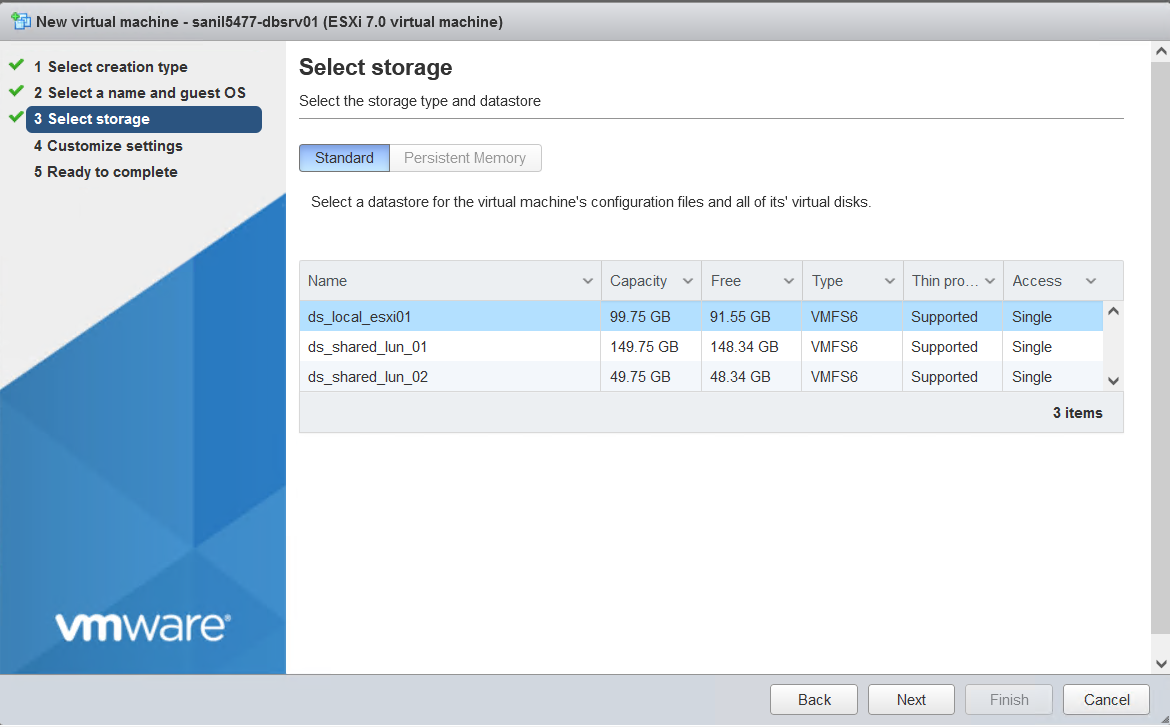 New virtual machine - sanil5477-dbsrv01 (ESXi 7.0 virtual machine)
1 Select creation type
2 Select a name and guest OS
3 Select storage
4 Customize settings
5 Ready to complete
vmware®
Select storage
Select the storage type and datastore
Standard Persistent Memory
Select a datastore for the virtual machine's configuration files and all of its' virtual disks.
Name Capacity Free Type Thin pro... Access
ds_local_esxi01 99.75 GB 91.55 GB VMFS6 Supported Single
ds_shared_lun_01 149.75 GB 148.34 GB VMFS6 Supported Single
ds_shared_lun_02 49.75 GB 48.34 GB VMFS6 Supported Single
3 items
Back Next Finish Cancel